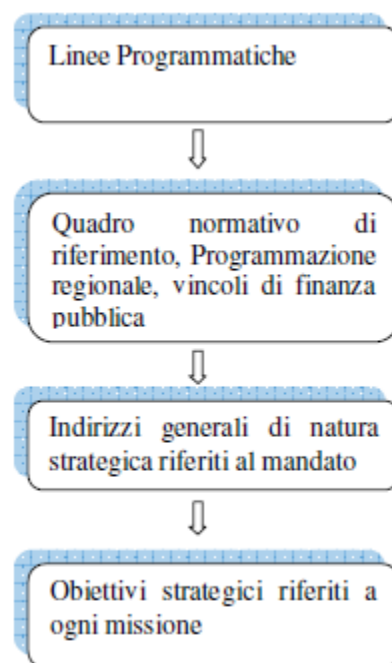 Linee Programmatiche
Quadro normativo di
riferimento, Programmazione
regionale, vincoli di finanza
pubblica
Indirizzi generali di natura
strategica riferiti al mandato
Obiettivi strategici riferiti a
ogni missione